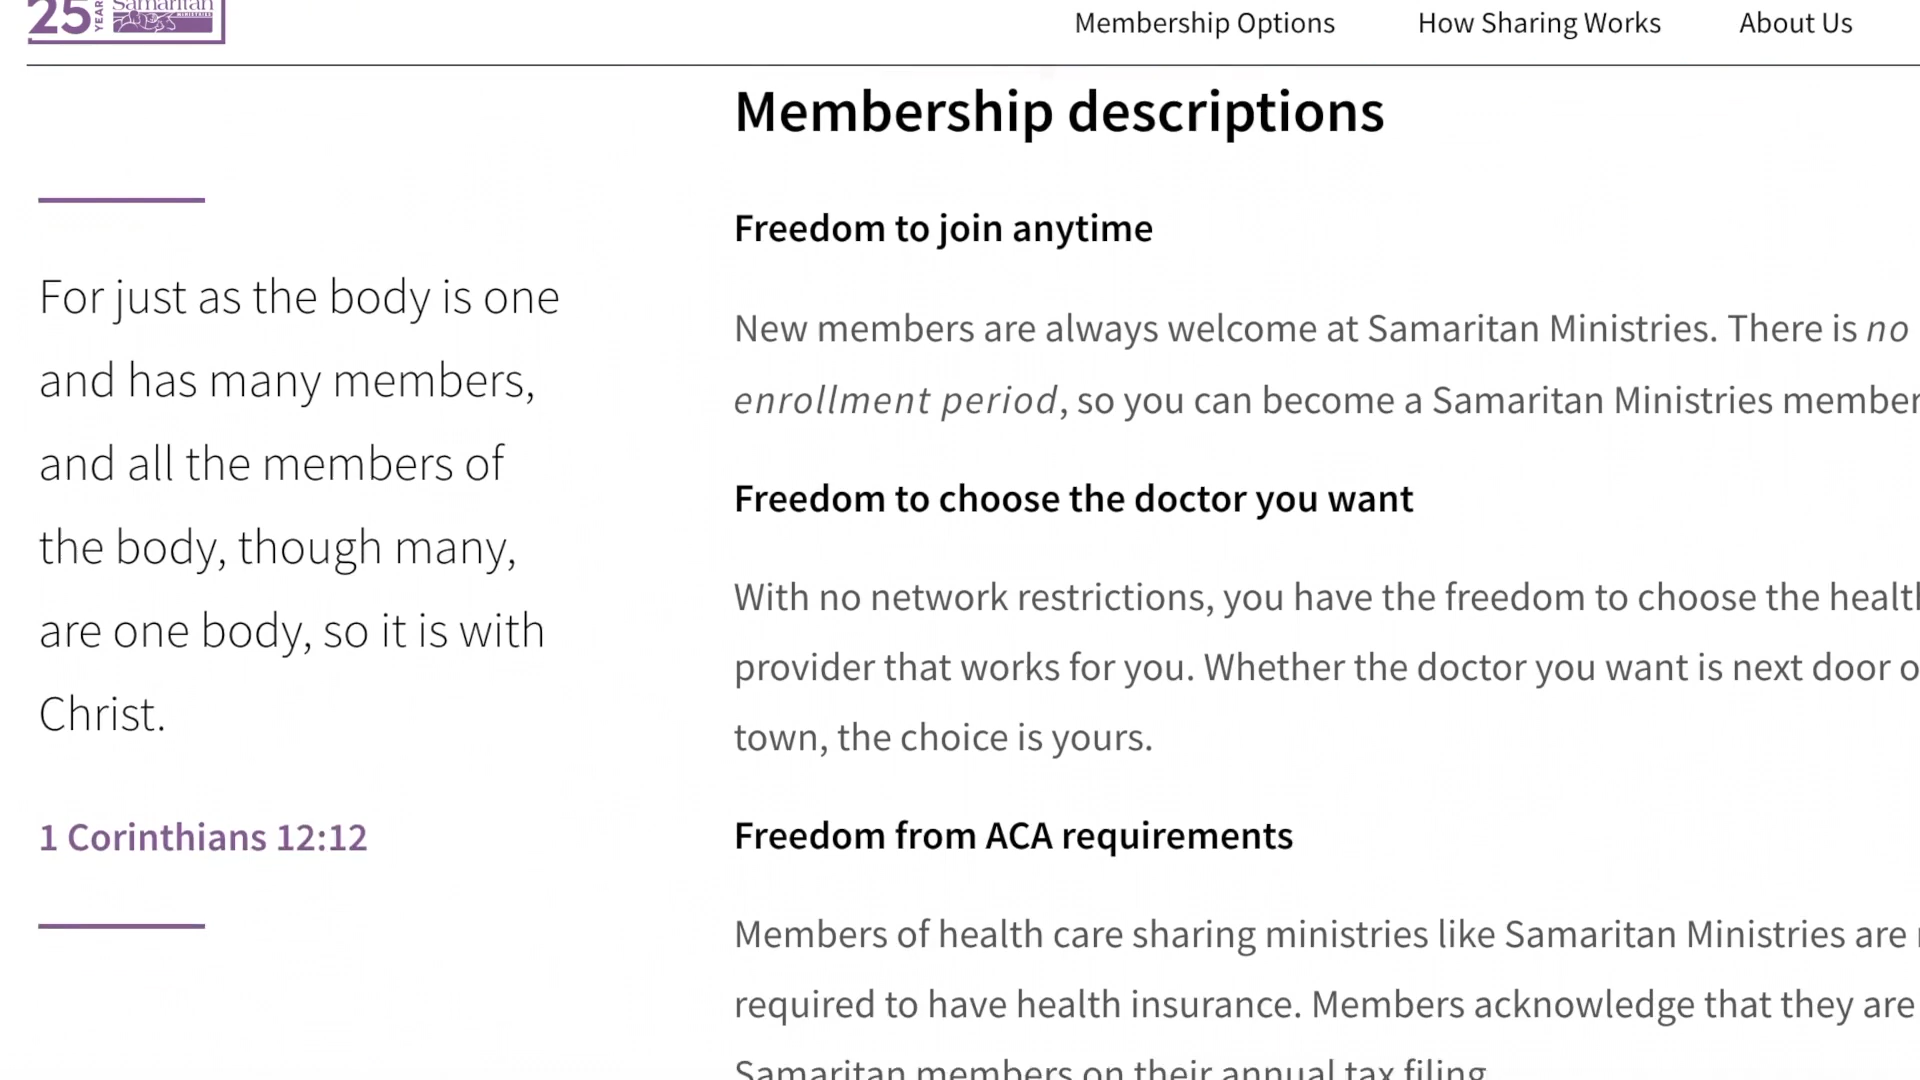 25 YEARS
Samaritan
MINISTRIES
Membership Options
How Sharing Works
About Us
Membership descriptions
For just as the body is one
and has many members,
and all the members of
the body, though many,
are one body, so it is with
Christ.
1 Corinthians 12:12
Freedom to join anytime
New members are always welcome at Samaritan Ministries. There is no
enrollment period, so you can become a Samaritan Ministries member
Freedom to choose the doctor you want
With no network restrictions, you have the freedom to choose the health
provider that works for you. Whether the doctor you want is next door
town, the choice is yours.
Freedom from ACA requirements
Members of health care sharing ministries like Samaritan Ministries are
required to have health insurance. Members acknowledge that they are
Samaritan members on their annual tax filing.